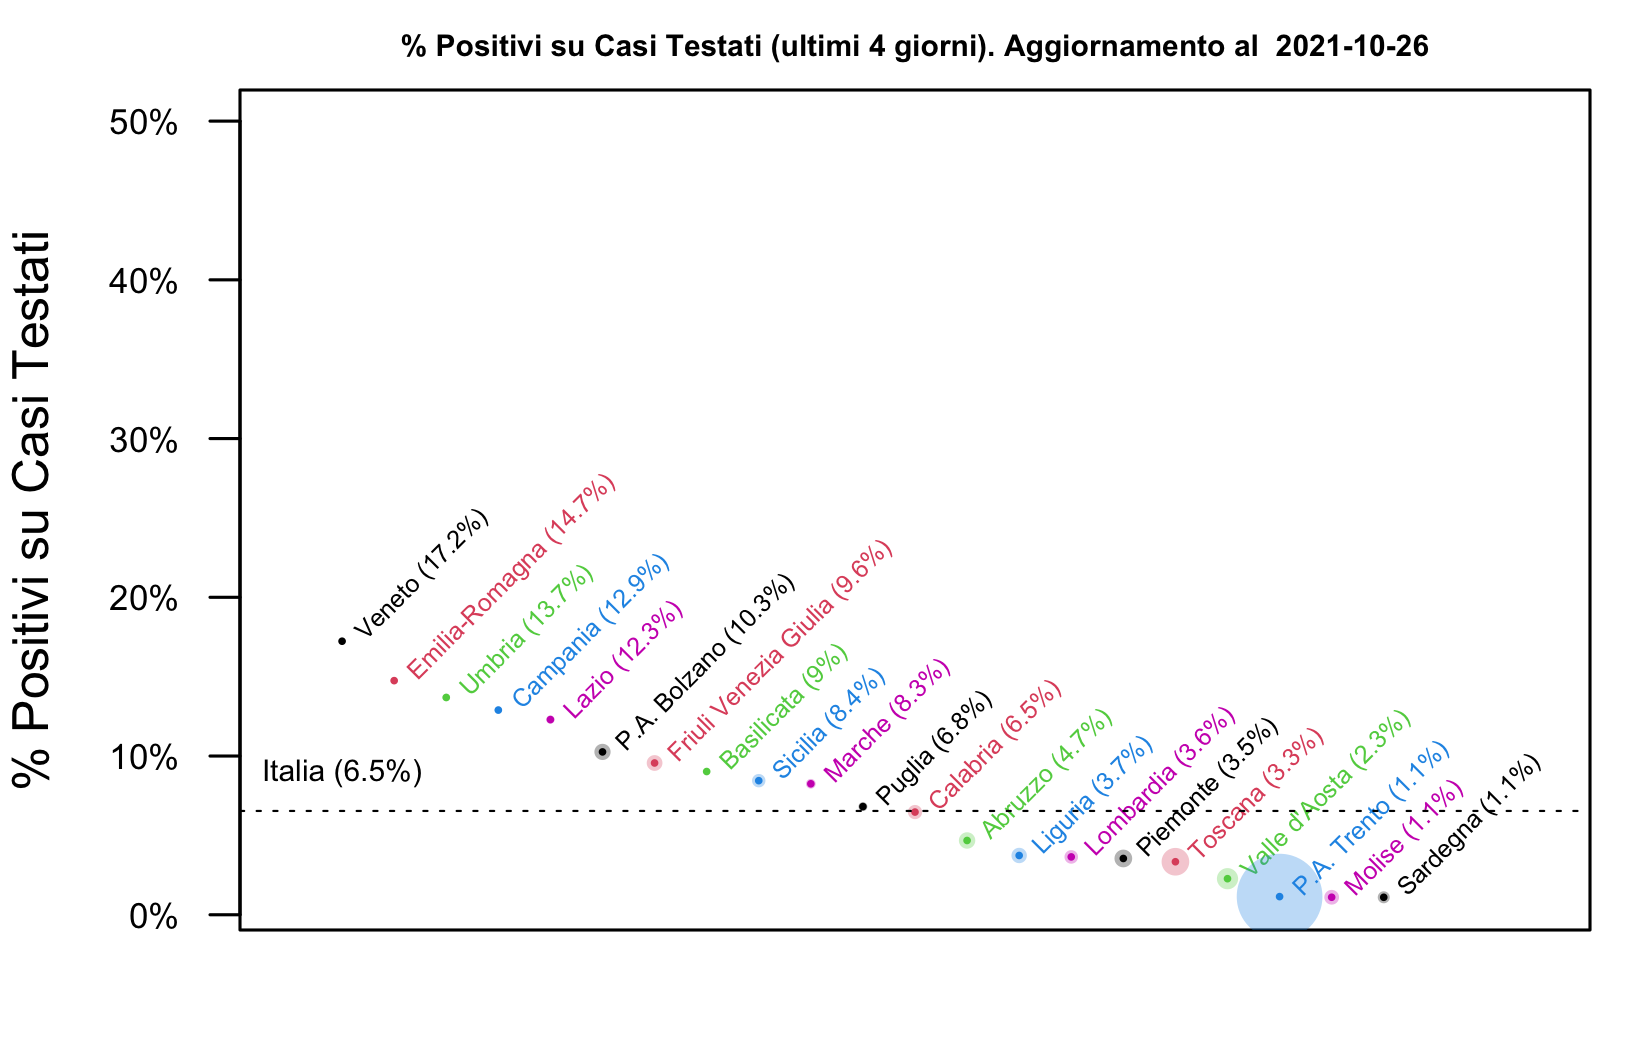 % Positivi su Casi Testati (ultimi 4 giorni). Aggiornamento al  2021-10-26
% Positivi su Casi Testati
50%
40%
30%
20%
10%
0%
Italia (6.5%)
Veneto (17.2%)
Emilia-Romagna (14.7%)
Umbria (13.7%)
Campania (12.9%)
Lazio (12.3%)
P.A. Bolzano (10.3%)
Friuli Venezia Giulia (9.6%)
Basilicata (9%)
Sicilia (8.4%)
Marche (8.3%)
Puglia (6.8%)
Calabria (6.5%)
Abruzzo (4.7%)
Liguria (3.7%)
Lombardia (3.6%)
Piemonte (3.5%)
Toscana (3.3%)
Valle d'Aosta (2.3%)
P.A. Trento (1.1%)
Molise (1.1%)
Sardegna (1.1%)